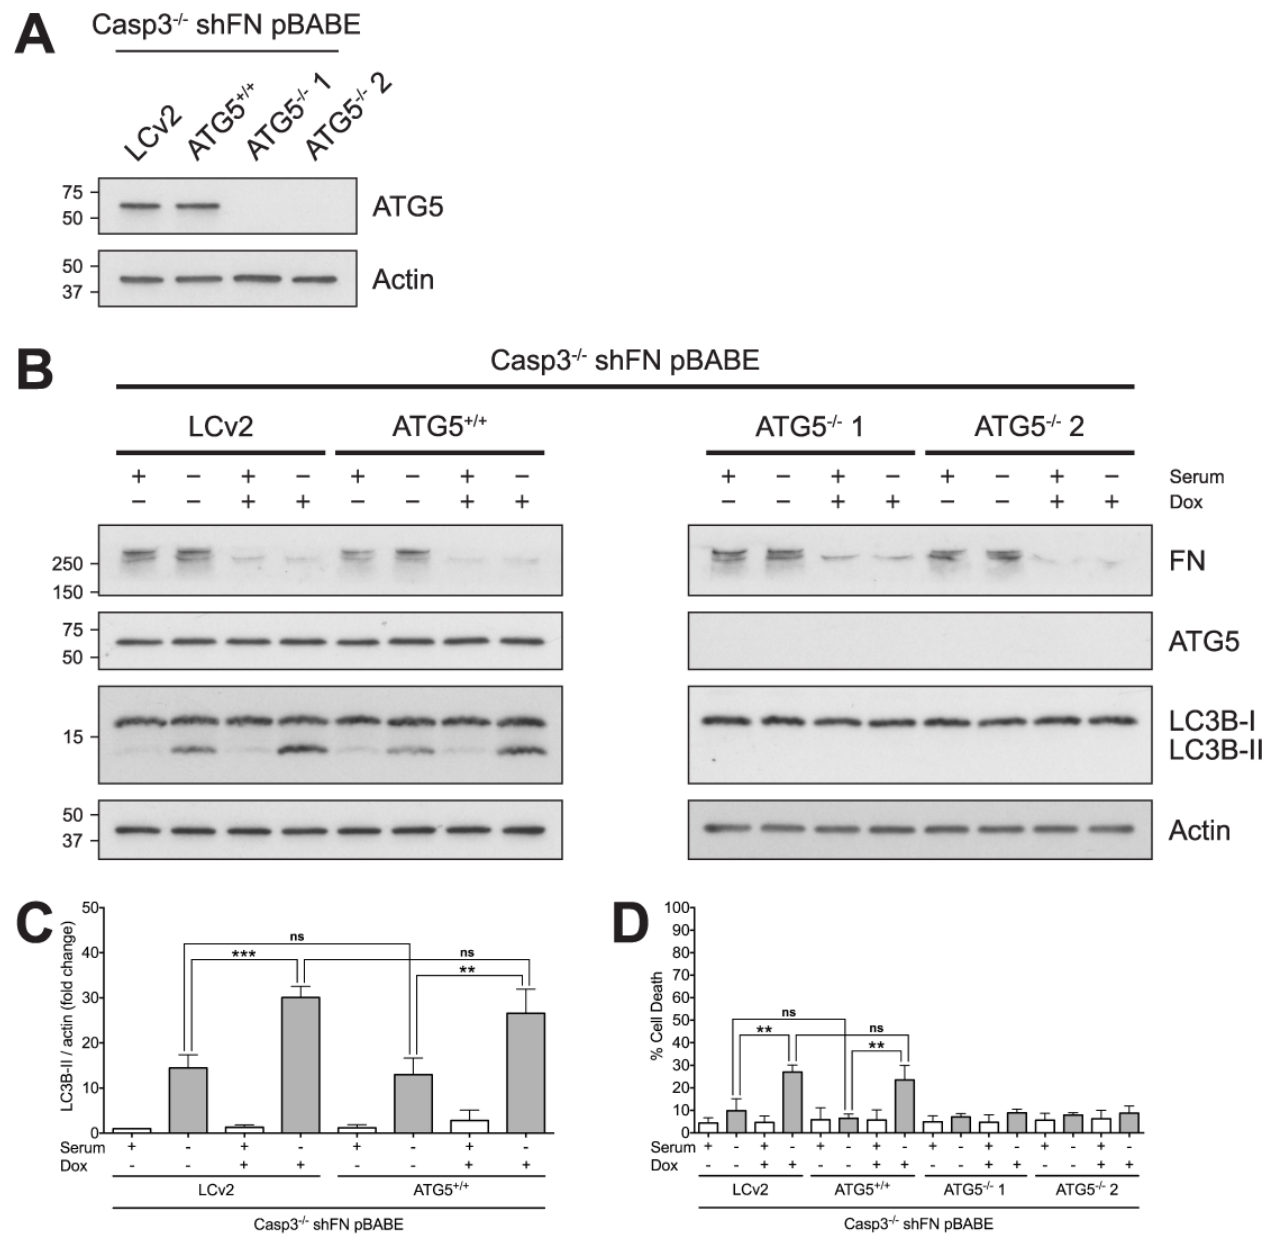 A
Casp3-/- shFN pBABE
LCv2 ATG5+/+ ATG5-/- 1 ATG5-/- 2
75
50
ATG5
50
37
Actin
B
Casp3-/- shFN pBABE
LCv2 ATG5+/+ ATG5-/- 1 ATG5-/- 2
+ − + − + − + − + − + − + − + − Serum
− − + + − − + + − − + + − − + + Dox
250
150
FN
75
50
ATG5
15
LC3B-I
LC3B-II
50
37
Actin
C
LC3B-II / actin (fold change)
50
40
30
20
10
0
ns
*** ns
**
Serum + - + - + - + -
Dox - - + + - - + +
LCv2 ATG5+/+
Casp3-/- shFN pBABE
D
% Cell Death
100
90
80
70
60
50
40
30
20
10
0
ns
** ns
**
Serum + - + - + - + - + - + - + - + -
Dox - - + + - - + + - - + + - - + +
LCv2 ATG5+/+ ATG5-/- 1 ATG5-/- 2
Casp3-/- shFN pBABE